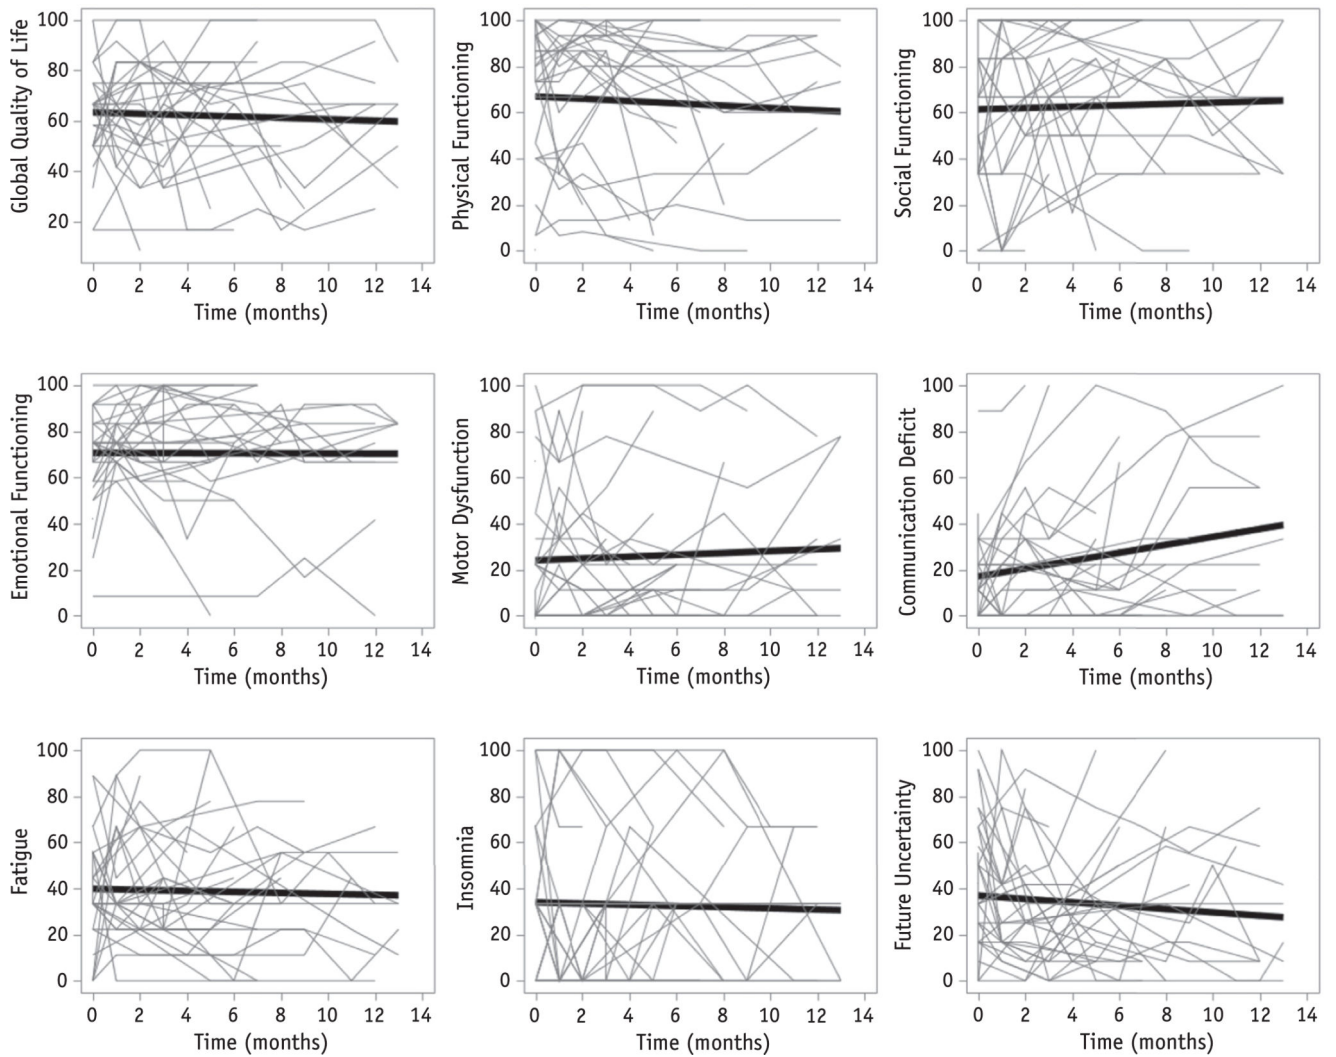 Global Quality of Life
100
80
60
40
20
0 2 4 6 8 10 12 14
Time (months)
Physical Functioning
100
80
60
40
20
0
0 2 4 6 8 10 12 14
Time (months)
Social Functioning
100
80
60
40
20
0
0 2 4 6 8 10 12 14
Time (months)
Emotional Functioning
100
80
60
40
20
0
0 2 4 6 8 10 12 14
Time (months)
Motor Dysfunction
100
80
60
40
20
0
0 2 4 6 8 10 12 14
Time (months)
Communication Deficit
100
80
60
40
20
0
0 2 4 6 8 10 12 14
Time (months)
Fatigue
100
80
60
40
20
0
0 2 4 6 8 10 12 14
Time (months)
Insomnia
100
80
60
40
20
0
0 2 4 6 8 10 12 14
Time (months)
Future Uncertainty
100
80
60
40
20
0
0 2 4 6 8 10 12 14
Time (months)